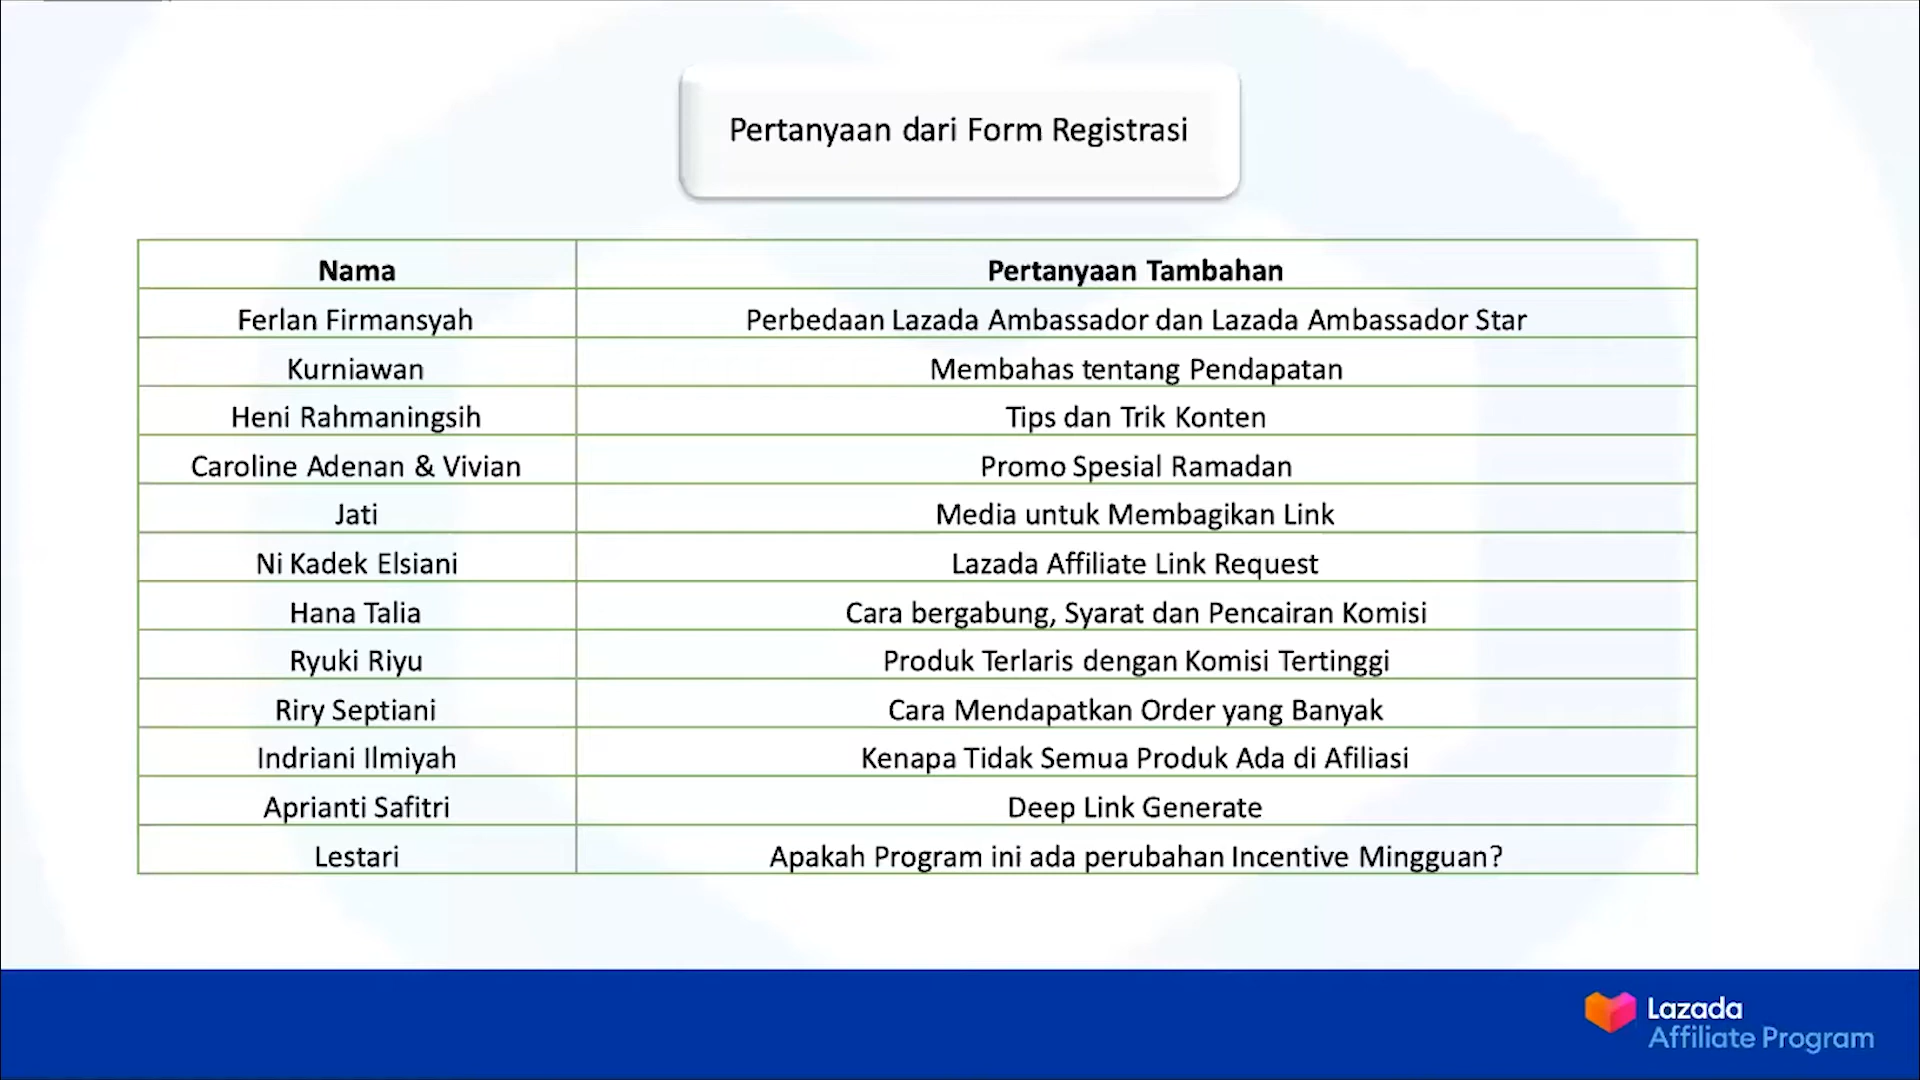 Pertanyaan dari Form Registrasi
Nama Pertanyaan Tambahan
Ferlan Firmansyah Perbedaan Lazada Ambassador dan Lazada Ambassador Star
Kurniawan Membahas tentang Pendapatan
Heni Rahmaningsih Tips dan Trik Konten
Caroline Adenan & Vivian Promo Spesial Ramadan
Jati Media untuk Membagikan Link
Ni Kadek Elsiani Lazada Affiliate Link Request
Hana Talia Cara bergabung, Syarat dan Pencairan Komisi
Ryuki Riyu Produk Terlaris dengan Komisi Tertinggi
Riry Septiani Cara Mendapatkan Order yang Banyak
Indriani Ilmiyah Kenapa Tidak Semua Produk Ada di Afiliasi
Aprianti Safitri Deep Link Generate
Lestari Apakah Program ini ada perubahan Incentive Mingguan?
Lazada
Affiliate Program